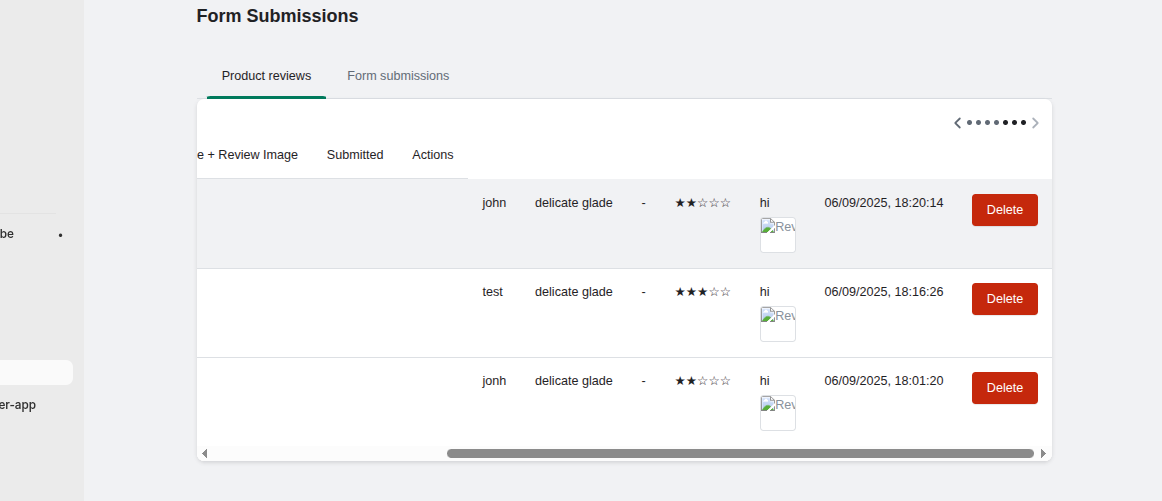 Form Submissions
Product reviews Form submissions
e + Review Image Submitted Actions
john delicate glade - ★★☆☆☆ hi 06/09/2025, 18:20:14 Delete
Rev
be •
test delicate glade - ★★★☆☆ hi 06/09/2025, 18:16:26 Delete
Rev
jonh delicate glade - ★★☆☆☆ hi 06/09/2025, 18:01:20 Delete
Rev
er-app